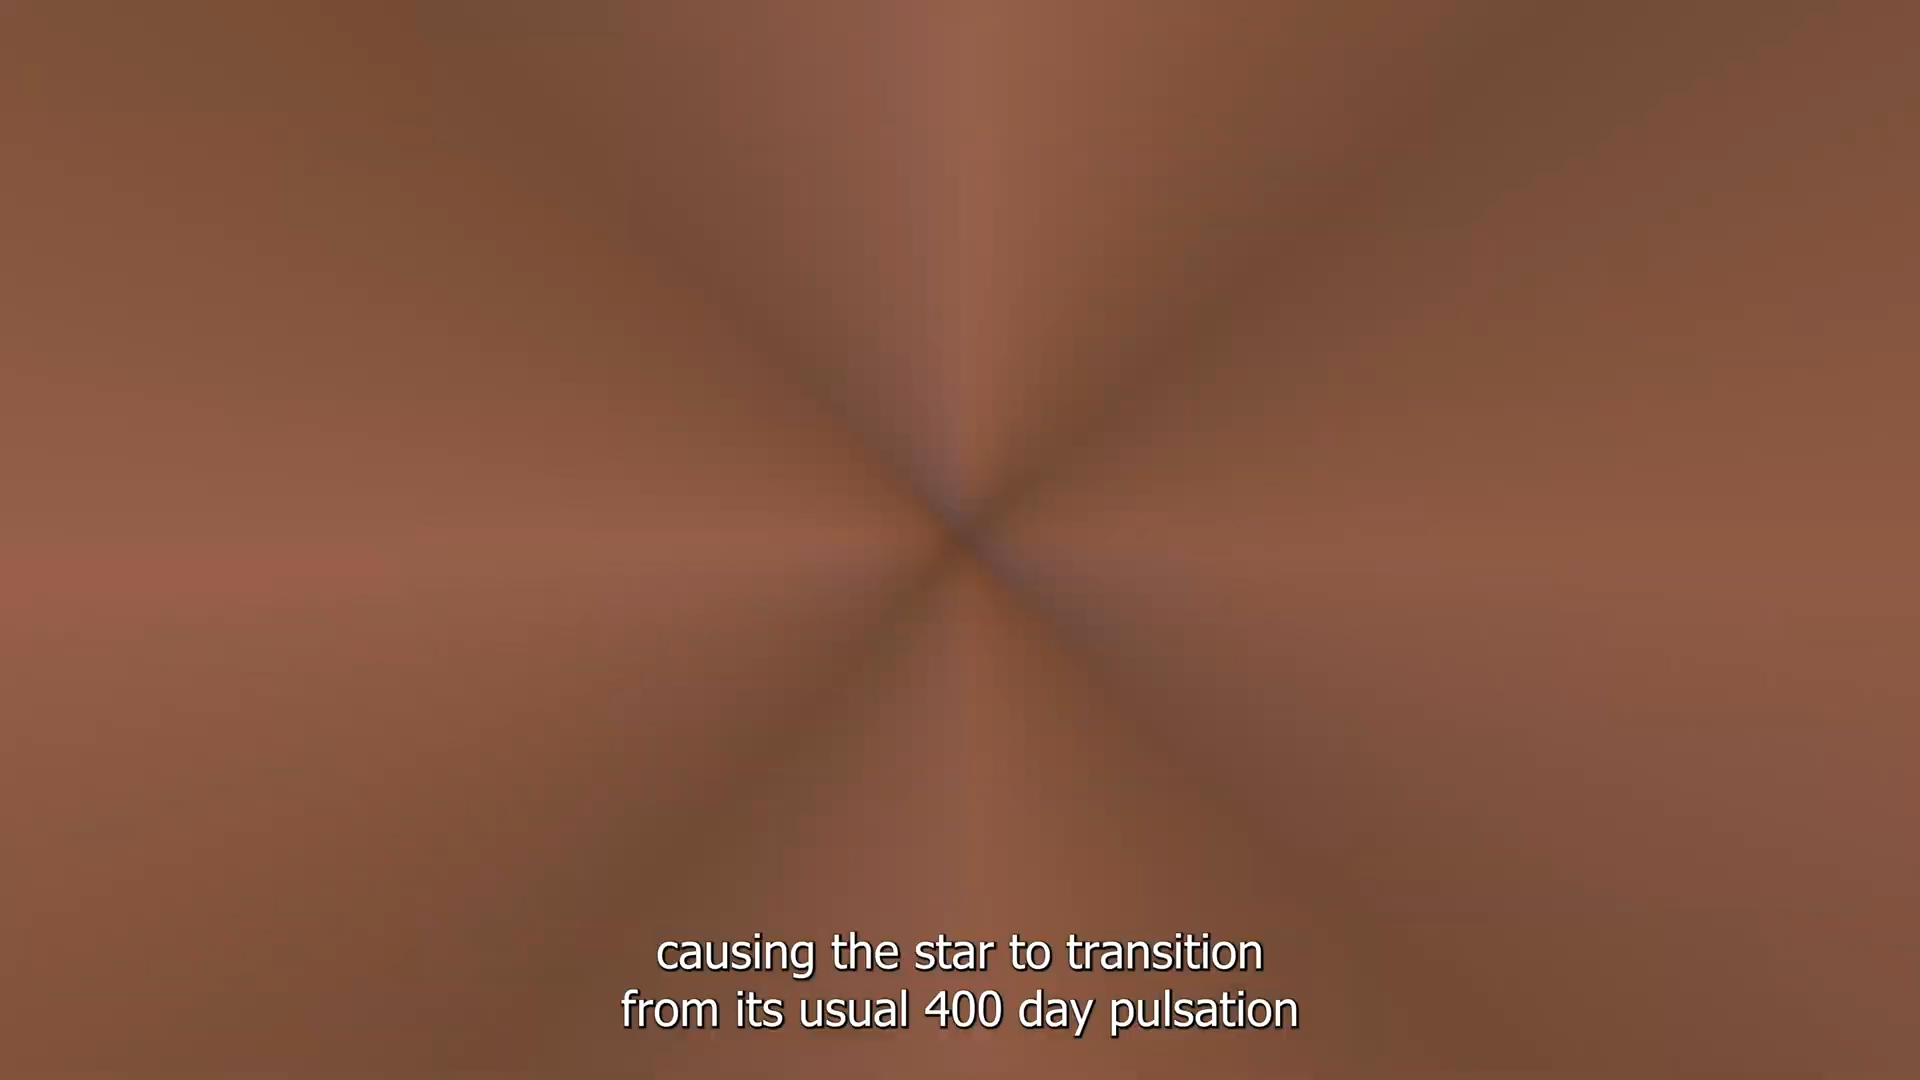 causing the star to transition
from its usual 400 day pulsation